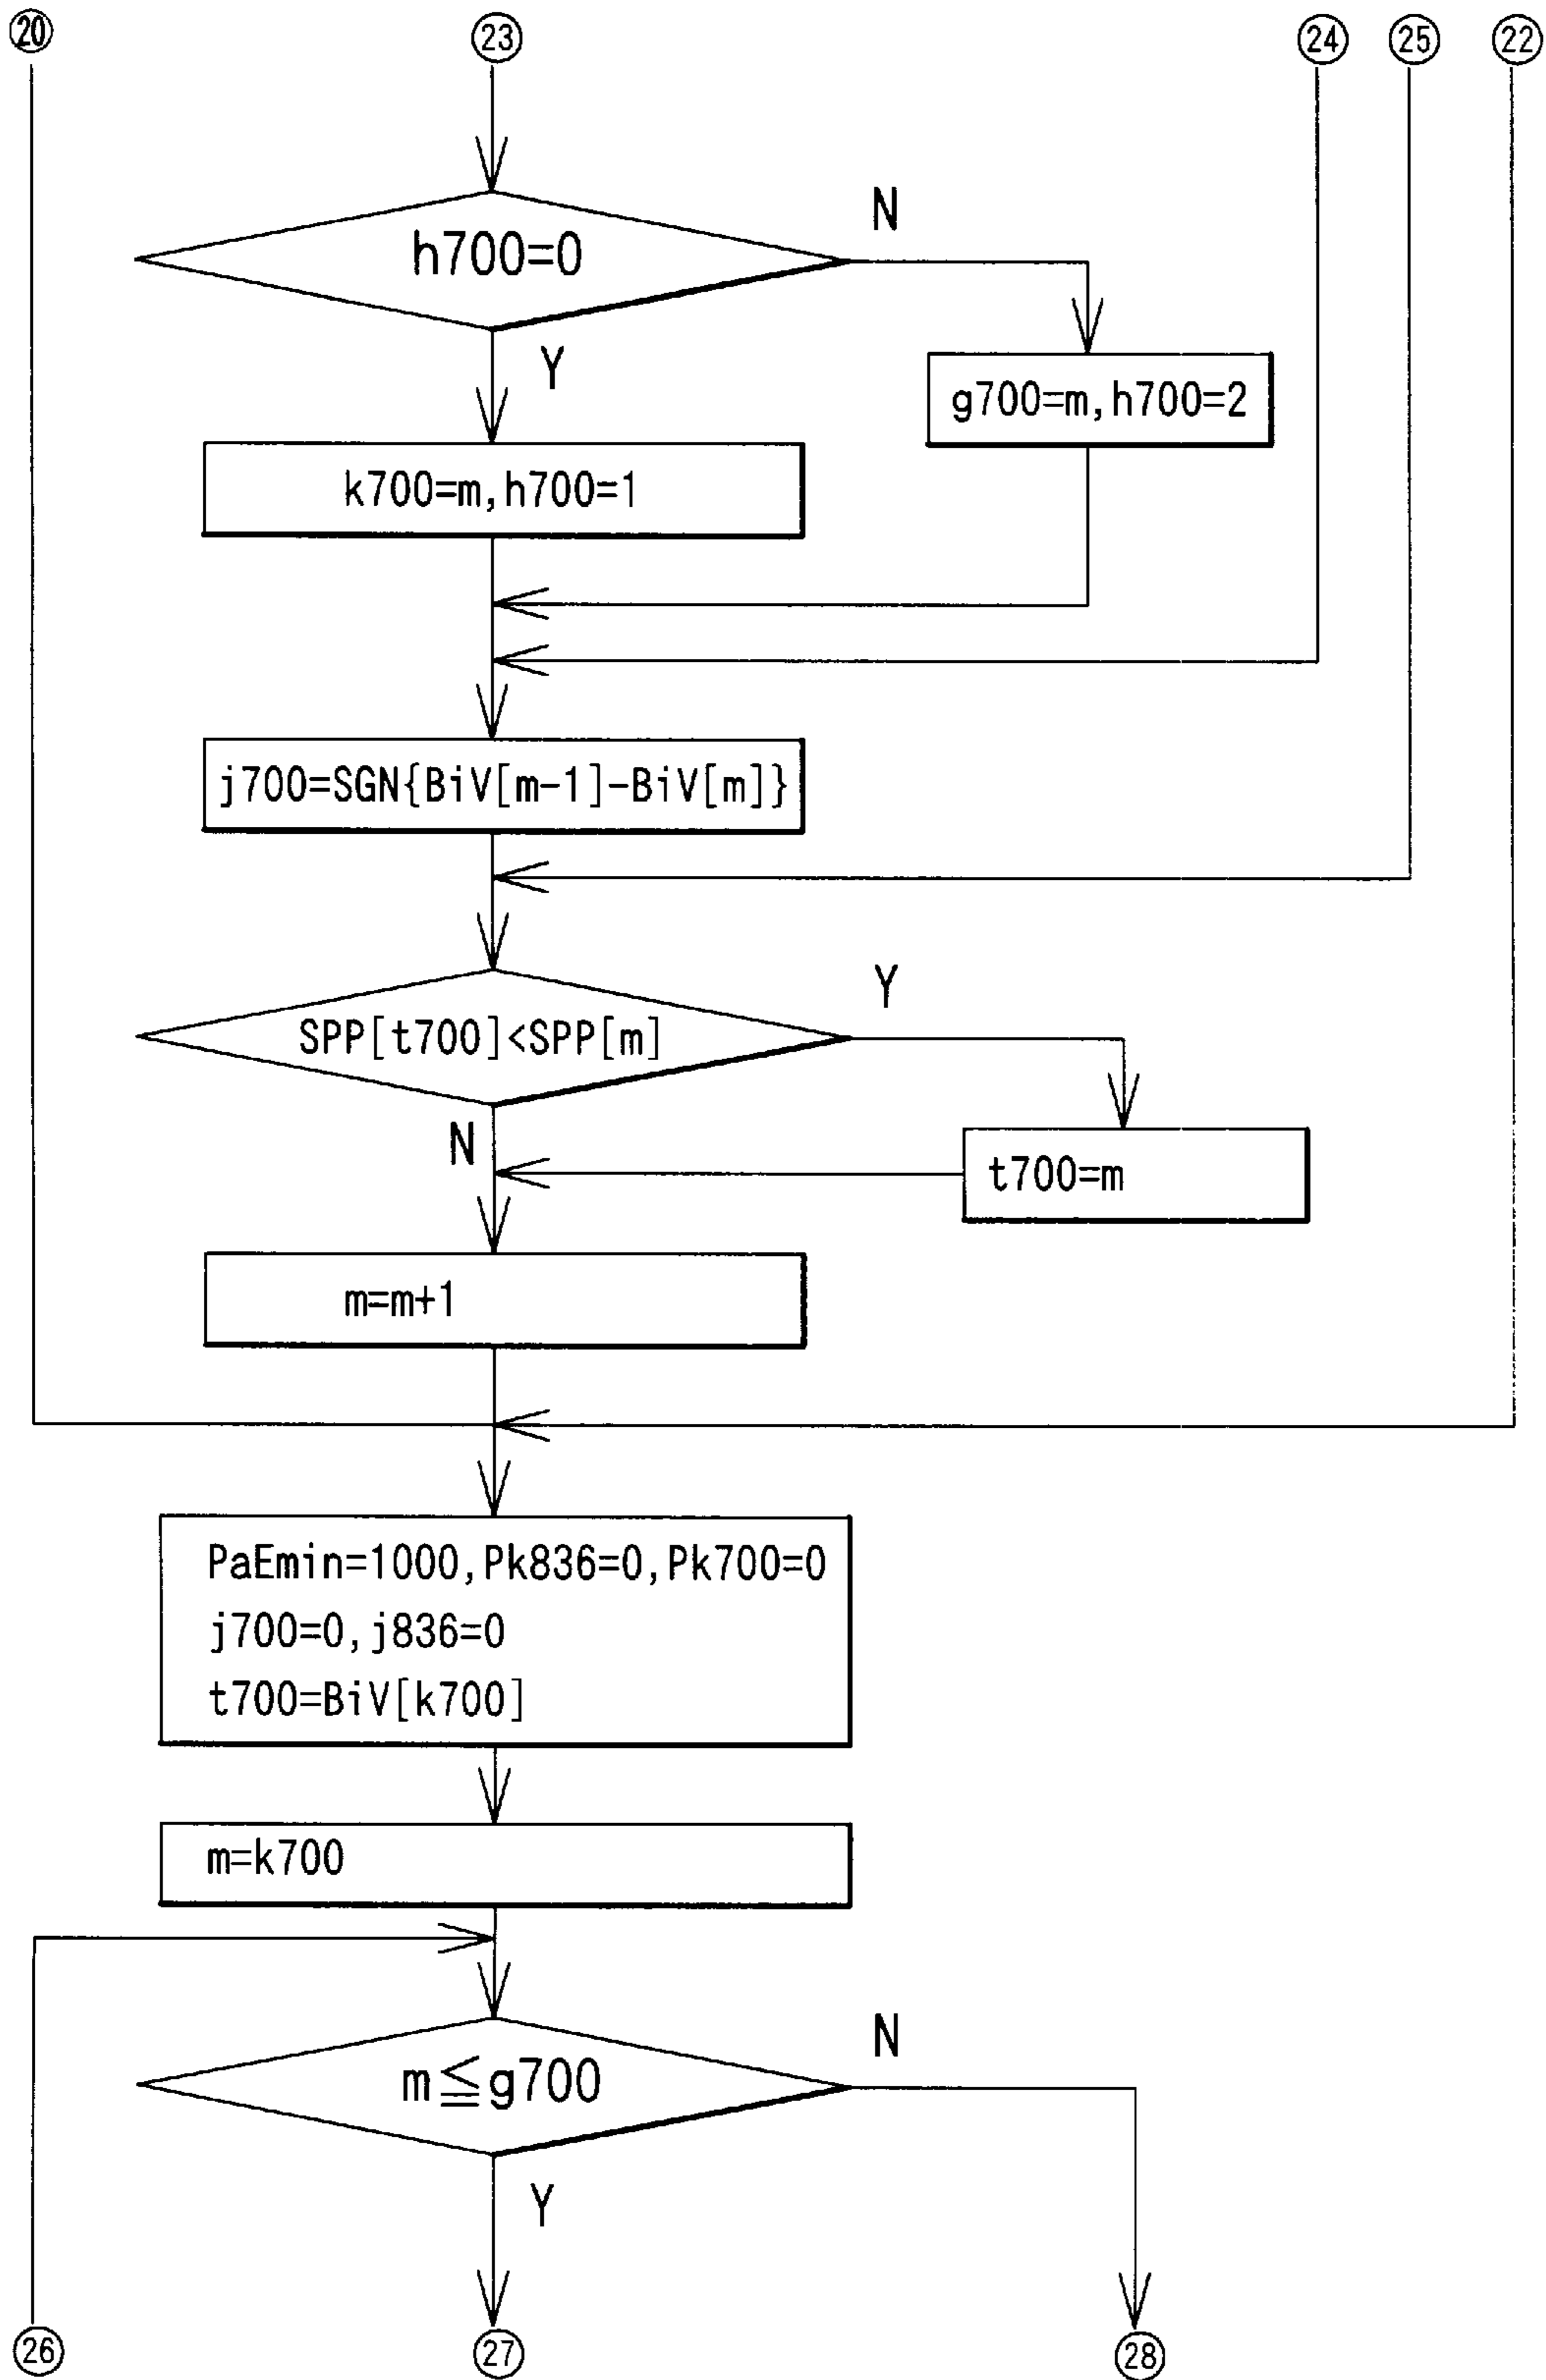 20
23
24
25
22
h700=0
N
Y
g700=m,h700=2
k700=m,h700=1
j700=SGN{BiV[m-1]-BiV[m]}
SPP[t700]<SPP[m]
Y
N
t700=m
m=m+1
PaEmin=1000,Pk836=0,Pk700=0
j700=0,j836=0
t700=BiV[k700]
m=k700
m≦g700
N
Y
26
27
28